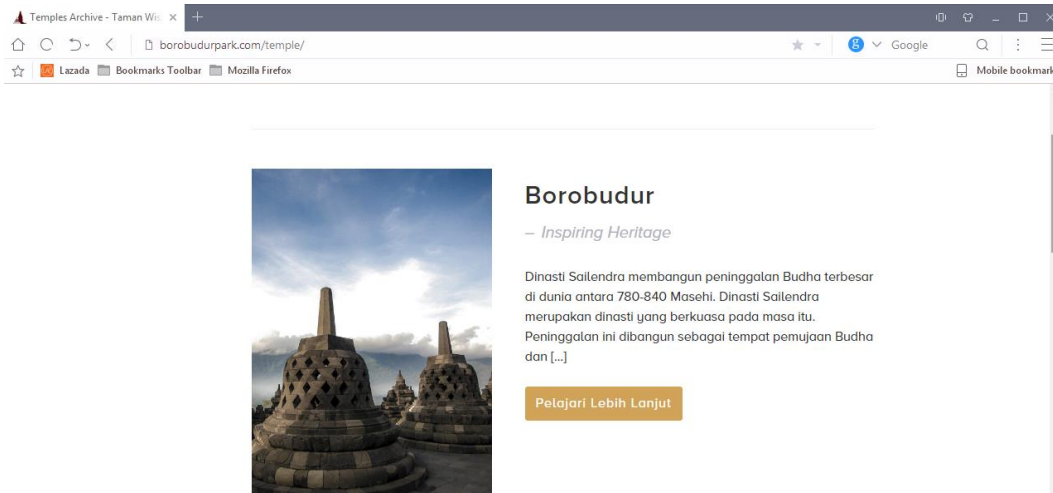 Temples Archive - Taman Wis
borobudurpark.com/temple/
Google
Lazada Bookmarks Toolbar Mozilla Firefox
Mobile bookmark
Borobudur
– Inspiring Heritage
Dinasti Sailendra membangun peninggalan Budha terbesar
di dunia antara 780-840 Masehi. Dinasti Sailendra
merupakan dinasti yang berkuasa pada masa itu.
Peninggalan ini dibangun sebagai tempat pemujaan Budha
dan [...]
Pelajari Lebih Lanjut